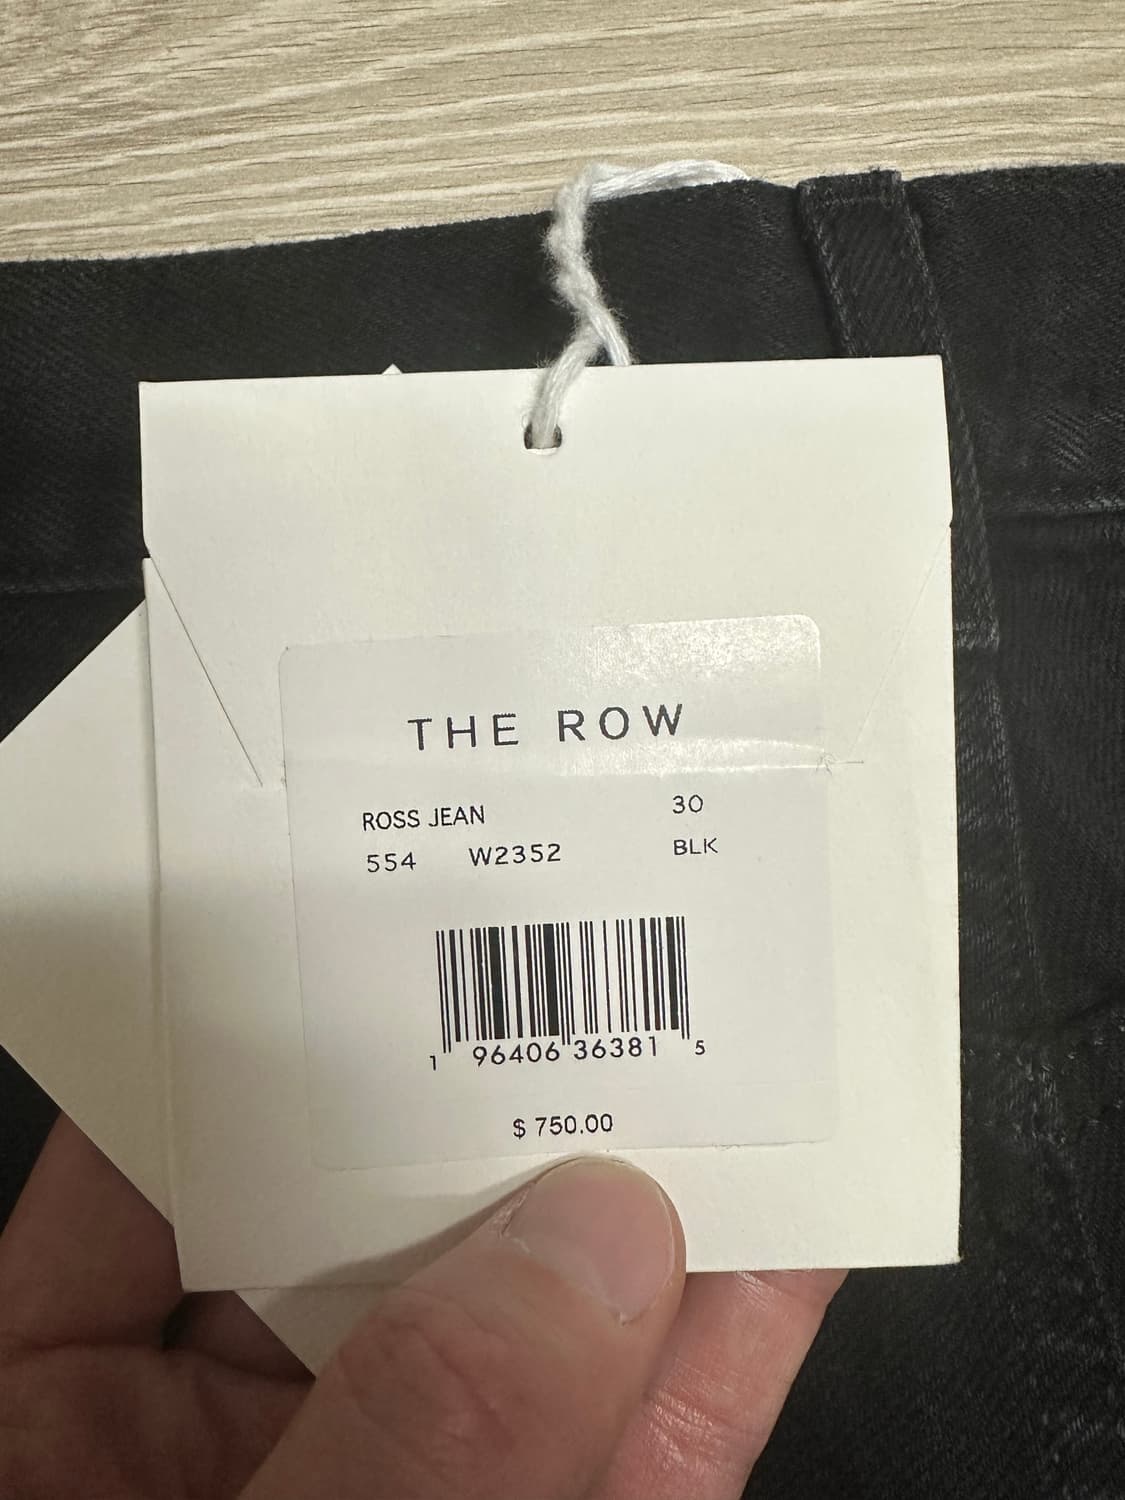 THE ROW
ROSS JEAN 30
554 W2352 BLK
1 96406 36381 5
$ 750.00